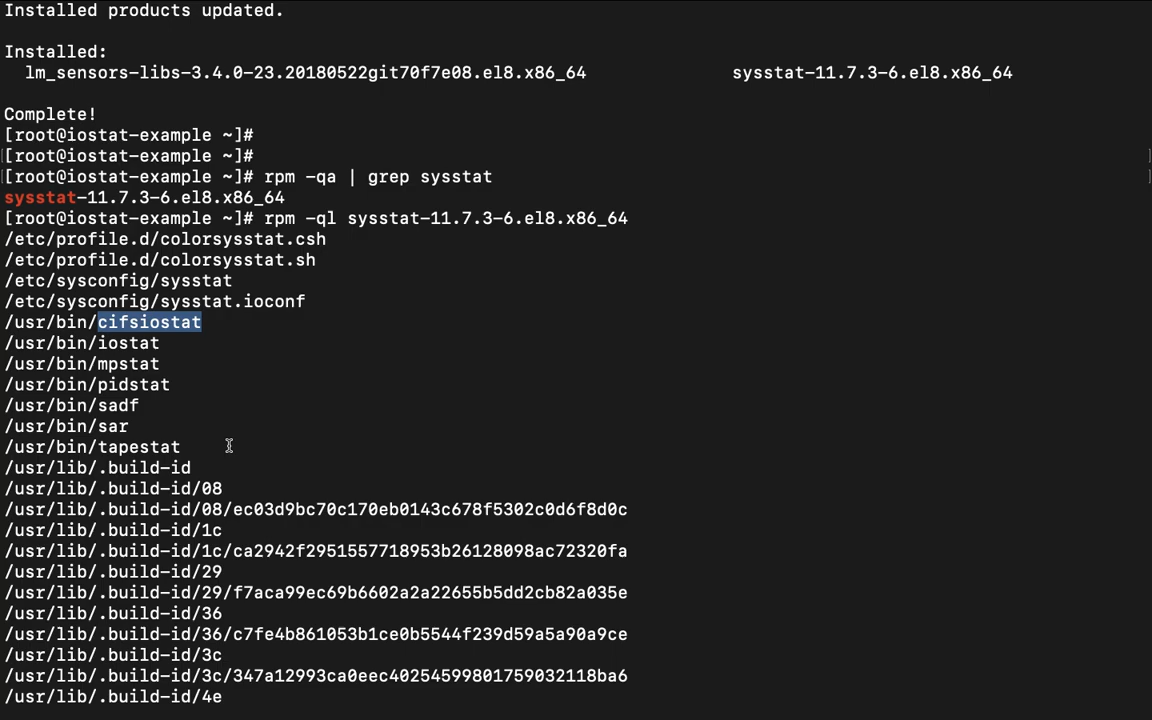 Installed products updated.
Installed:
lm_sensors-libs-3.4.0-23.20180522git70f7e08.el8.x86_64 sysstat-11.7.3-6.el8.x86_64
Complete!
[root@iostat-example ~]#
[root@iostat-example ~]#
[root@iostat-example ~]# rpm -qa | grep sysstat
sysstat-11.7.3-6.el8.x86_64
[root@iostat-example ~]# rpm -ql sysstat-11.7.3-6.el8.x86_64
/etc/profile.d/colorsysstat.csh
/etc/profile.d/colorsysstat.sh
/etc/sysconfig/sysstat
/etc/sysconfig/sysstat.ioconf
/usr/bin/cifsiostat
/usr/bin/iostat
/usr/bin/mpstat
/usr/bin/pidstat
/usr/bin/sadf
/usr/bin/sar
/usr/bin/tapestat
/usr/lib/.build-id
/usr/lib/.build-id/08
/usr/lib/.build-id/08/ec03d9bc70c170eb0143c678f5302c0d6f8d0c
/usr/lib/.build-id/1c
/usr/lib/.build-id/1c/ca2942f2951557718953b26128098ac72320fa
/usr/lib/.build-id/29
/usr/lib/.build-id/29/f7aca99ec69b6602a2a22655b5dd2cb82a035e
/usr/lib/.build-id/36
/usr/lib/.build-id/36/c7fe4b861053b1ce0b5544f239d59a5a90a9ce
/usr/lib/.build-id/3c
/usr/lib/.build-id/3c/347a12993ca0eec40254599801759032118ba6
/usr/lib/.build-id/4e